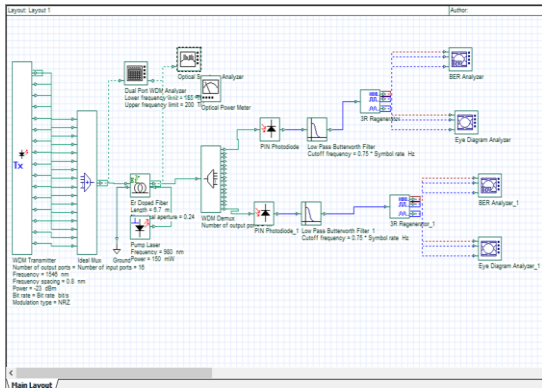 Layout: Layout 1
Author:
Optical Analyzer
Dual Port WDM Analyzer
Lower frequency limit = 185
Upper frequency limit = 200
Optical Power Meter
BER Analyzer
3R
Eye Diagram Analyzer
PIN Photodiode
Low Pass Butterworth Filter
Cutoff frequency = 0.75 * Symbol rate Hz
Tx
Er Doped Fiber
Length = 6.7 m
aperture = 0.24
WDM Demux
Number of output
BER Analyzer_1
PIN Photodiode_1
Low Pass Butterworth Filter 1
Cutoff frequency = 0.75 * Symbol rate Hz
3R
Pump Laser
Frequency = 980 nm
Power = 150 mW
Ground
WDM Transmitter
Number of output ports =
Frequency = 1546 nm
Frequency spacing = 0.8 nm
Power = -23 dBm
Bit rate = Bit rate bit/s
Modulation type = NRZ
Ideal Mux
Number of input ports = 16
Eye Diagram Analyzer_1
Main Layout